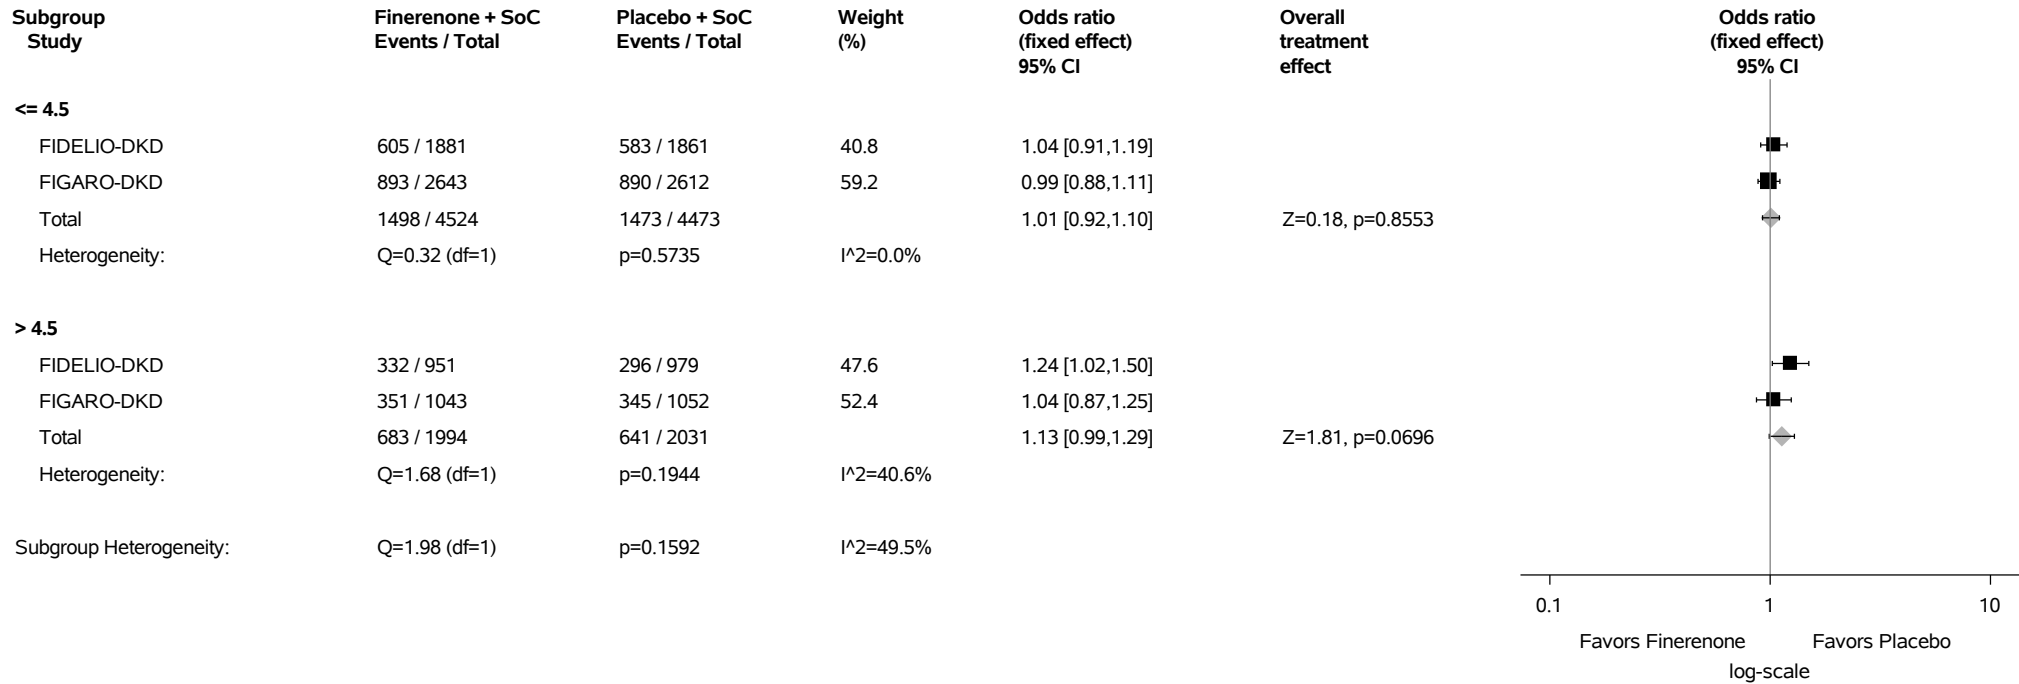 Subgroup Finerenone + SoC Placebo + SoC Weight Odds ratio Overall Odds ratio
Study Events / Total Events / Total (%) (fixed effect) treatment (fixed effect)
95% CI effect 95% CI
<= 4.5
FIDELIO-DKD 605 / 1881 583 / 1861 40.8 1.04 [0.91,1.19]
FIGARO-DKD 893 / 2643 890 / 2612 59.2 0.99 [0.88,1.11]
Total 1498 / 4524 1473 / 4473 1.01 [0.92,1.10] Z=0.18, p=0.8553
Heterogeneity: Q=0.32 (df=1) p=0.5735 I^2=0.0%
> 4.5
FIDELIO-DKD 332 / 951 296 / 979 47.6 1.24 [1.02,1.50]
FIGARO-DKD 351 / 1043 345 / 1052 52.4 1.04 [0.87,1.25]
Total 683 / 1994 641 / 2031 1.13 [0.99,1.29] Z=1.81, p=0.0696
Heterogeneity: Q=1.68 (df=1) p=0.1944 I^2=40.6%
Subgroup Heterogeneity: Q=1.98 (df=1) p=0.1592 I^2=49.5%
0.1 1 10
Favors Finerenone Favors Placebo
log-scale